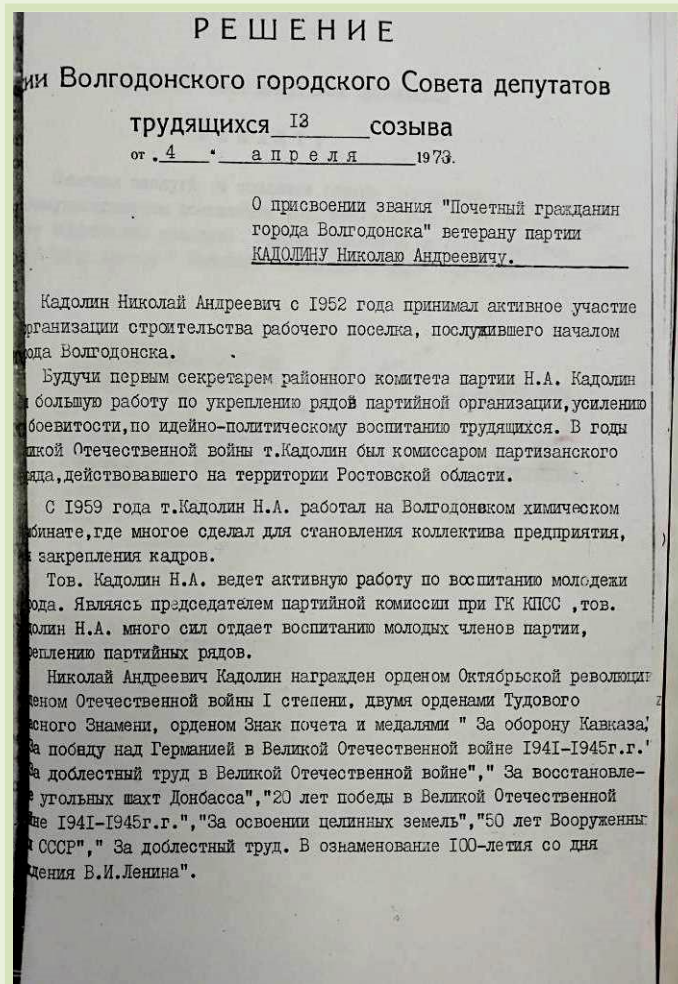 РЕШЕНИЕ
ии Волгодонского городского Совета депутатов
трудящихся 13 созыва
от „4 “ апреля 1973.
О присвоении звания "Почетный гражданин
города Волгодонска" ветерану партии
КАДОЛИНУ Николаю Андреевичу.
Кадолин Николай Андреевич с 1952 года принимал активное участие
рганизации строительства рабочего поселка, послужившего началом
ода Волгодонска.
Будучи первым секретарем районного комитета партии Н.А. Кадолин
большую работу по укреплению рядов партийной организации,усилению
боевитости,по идейно-политическому воспитанию трудящихся. В годы
икой Отечественной войны т.Кадолин был комиссаром партизанского
яда,действовавшего на территории Ростовской области.
С 1959 года т.Кадолин Н.А. работал на Волгодонском химическом
бинате,где многое сделал для становления коллектива предприятия,
закрепления кадров.
Тов. Кадолин Н.А. ведет активную работу по воспитанию молодежи
ода. Являясь председателем партийной комиссии при ГК КПСС ,тов.
олин Н.А. много сил отдает воспитанию молодых членов партии,
реплению партийных рядов.
Николай Андреевич Кадолин награжден орденом Октябрьской революции
еном Отечественной войны I степени, двумя орденами Тудового
сного Знамени, орденом Знак почета и медалями " За оборону Кавказа,"
За победу над Германией в Великой Отечественной войне 1941-1945г.г."
За доблестный труд в Великой Отечественной войне"," За восстановле-
е угольных шахт Донбасса","20 лет победы в Великой Отечественной
не 1941-1945г.г.","За освоении целинных земель","50 лет Вооруженны
СССР"," За доблестный труд. В ознаменование 100-летия со дня
дения В.И.Ленина".